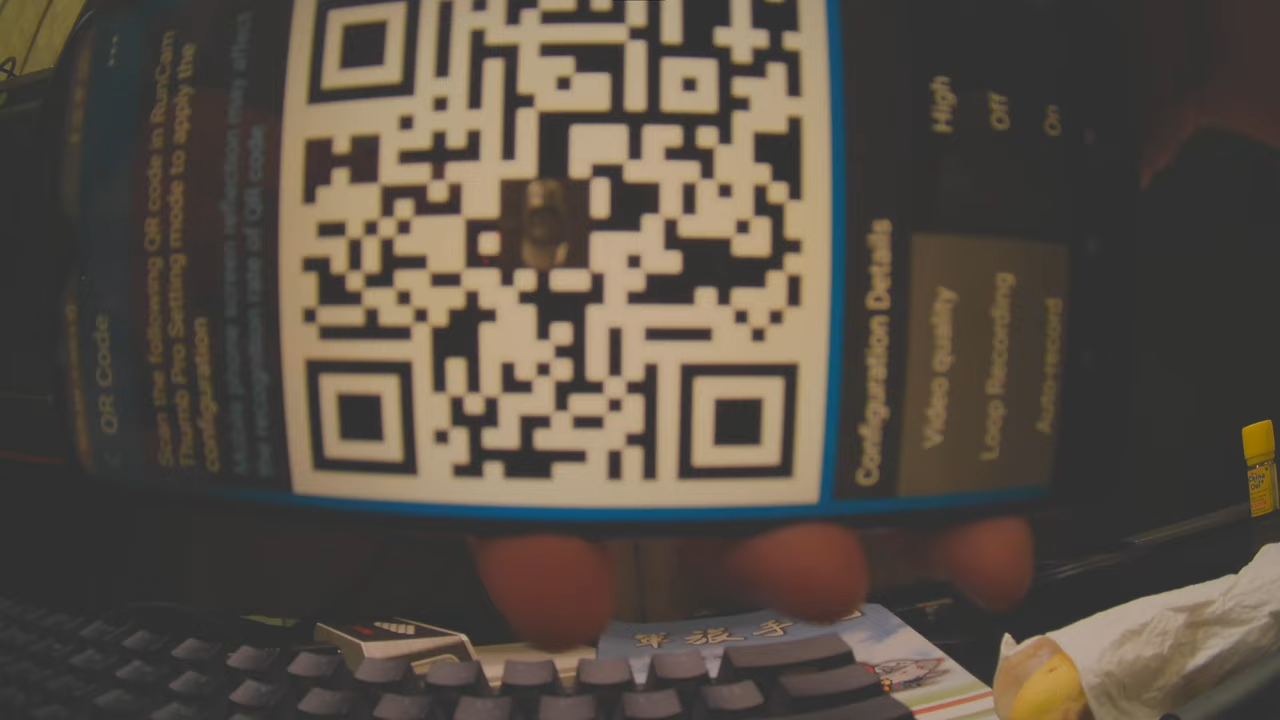 QR Code
Scan the following QR code in RunCam
Thumb Pro Setting mode to apply the
configuration
Mobile phone screen reflection may affect
the recognition rate of QR code
Configuration Details
Video quality High
Loop Recording Off
Auto-record On
派手